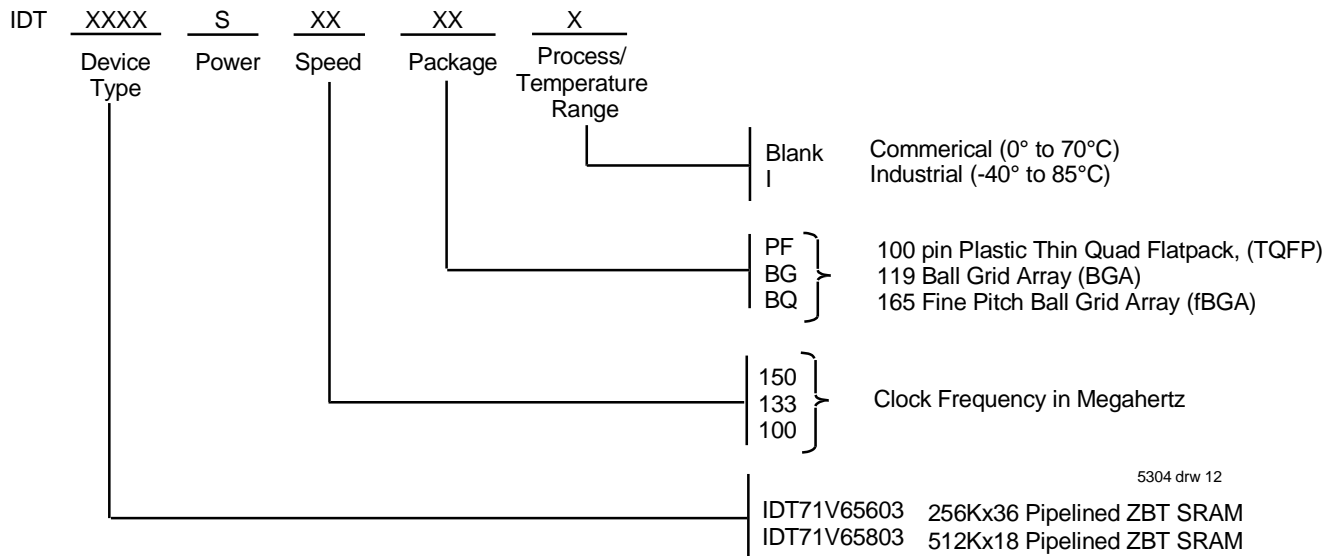 IDT XXXX S XX XX X
Device Type Power Speed Package Process/ Temperature Range
Blank Commerical (0° to 70°C)
I Industrial (-40° to 85°C)
PF 100 pin Plastic Thin Quad Flatpack, (TQFP)
BG 119 Ball Grid Array (BGA)
BQ 165 Fine Pitch Ball Grid Array (fBGA)
150
133 Clock Frequency in Megahertz
100
5304 drw 12
IDT71V65603 256Kx36 Pipelined ZBT SRAM
IDT71V65803 512Kx18 Pipelined ZBT SRAM